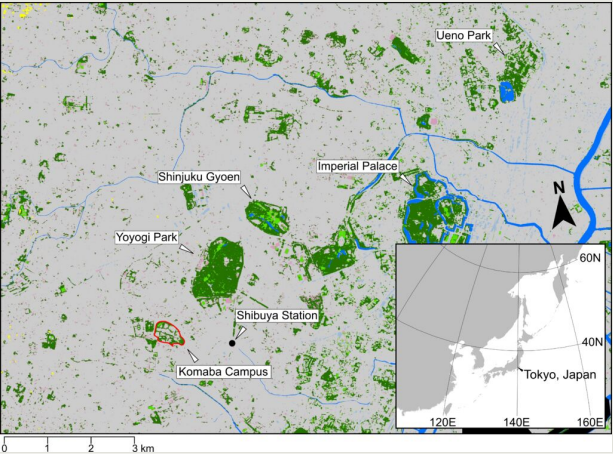 Ueno Park
Imperial Palace
Shinjuku Gyoen
N
Yoyogi Park
60N
Shibuya Station
40N
Komaba Campus
Tokyo, Japan
120E 140E 160E
0 1 2 3 km